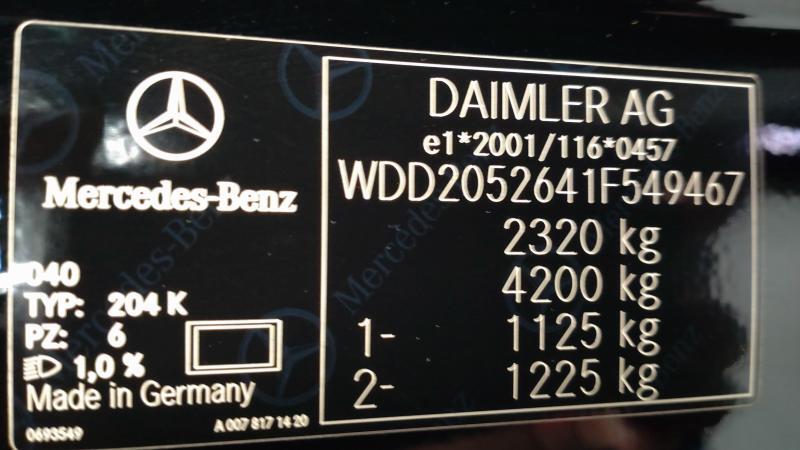 Mercedes-Benz
040
TYP: 204 K
PZ: 6
1,0 %
Made in Germany
0693549
A 007 817 14 20
DAIMLER AG
e1*2001/116*0457
WDD2052641F549467
2320 kg
4200 kg
1- 1125 kg
2- 1225 kg